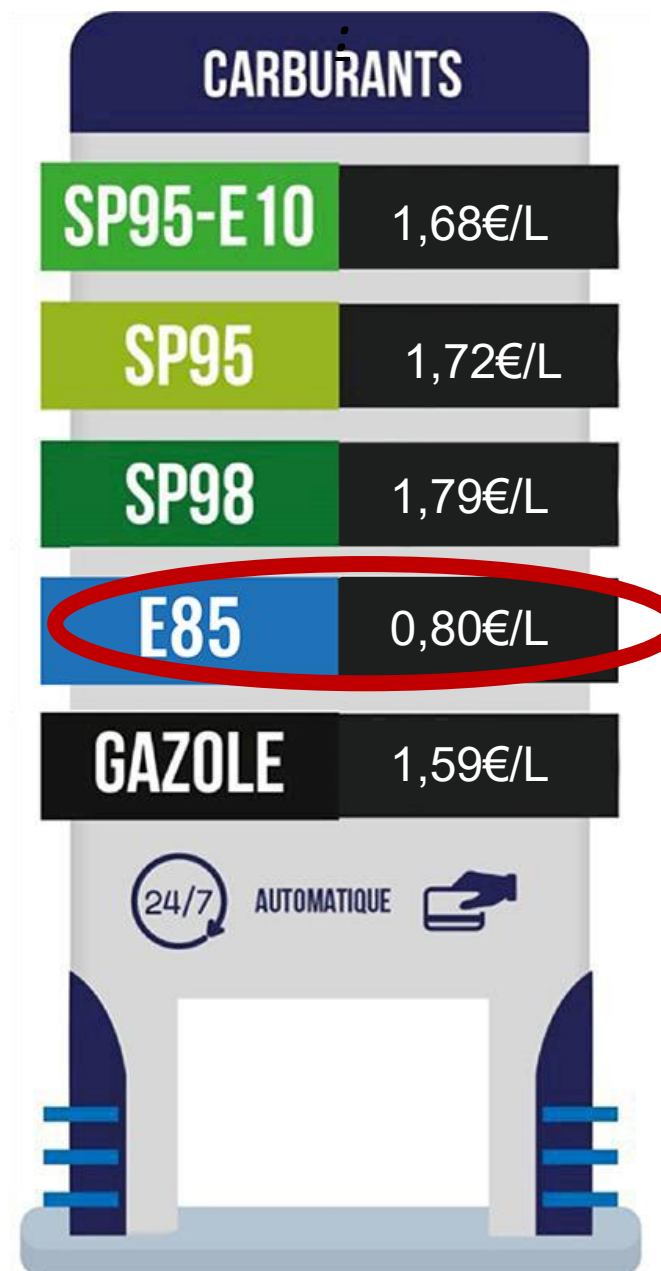 CARBURANTS
SP95-E10 1,68€/L
SP95 1,72€/L
SP98 1,79€/L
E85 0,80€/L
GAZOLE 1,59€/L
24/7 AUTOMATIQUE